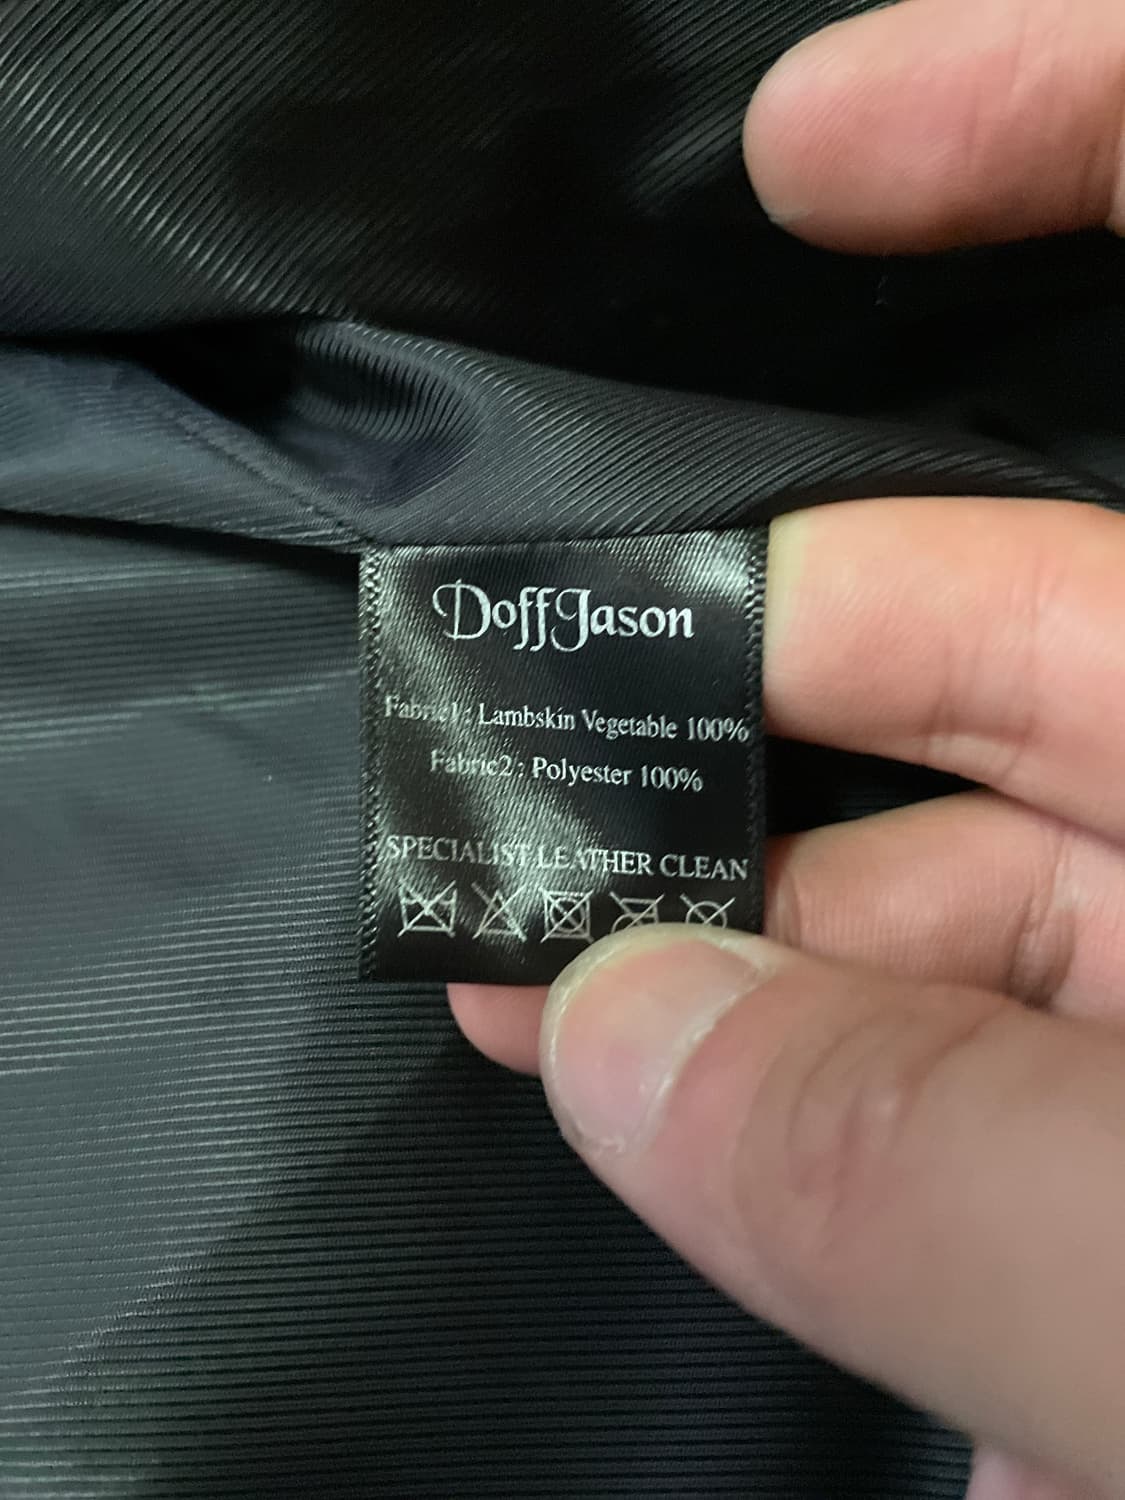 DoffJason
Fabric1 : Lambskin Vegetable 100%
Fabric2 : Polyester 100%
SPECIALIST LEATHER CLEAN